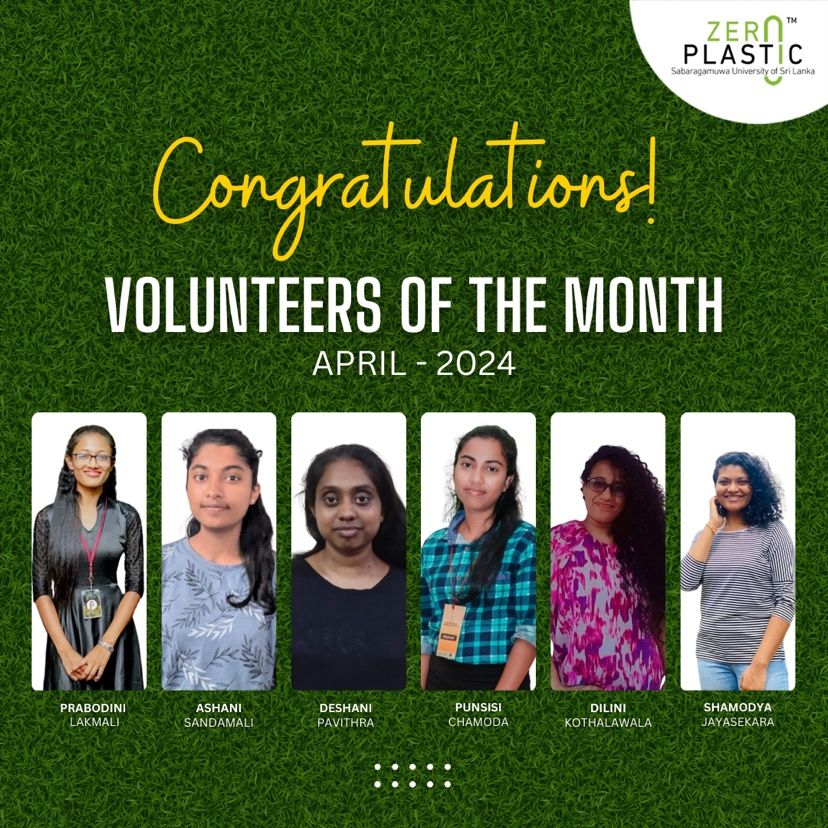 ZERO™
PLASTIC
Sabaragamuwa University of Sri Lanka
Congratulations!
VOLUNTEERS OF THE MONTH
APRIL - 2024
PRABODINI
LAKMALI
ASHANI
SANDAMALI
DESHANI
PAVITHRA
PUNSISI
CHAMODA
DILINI
KOTHALAWALA
SHAMODYA
JAYASEKARA